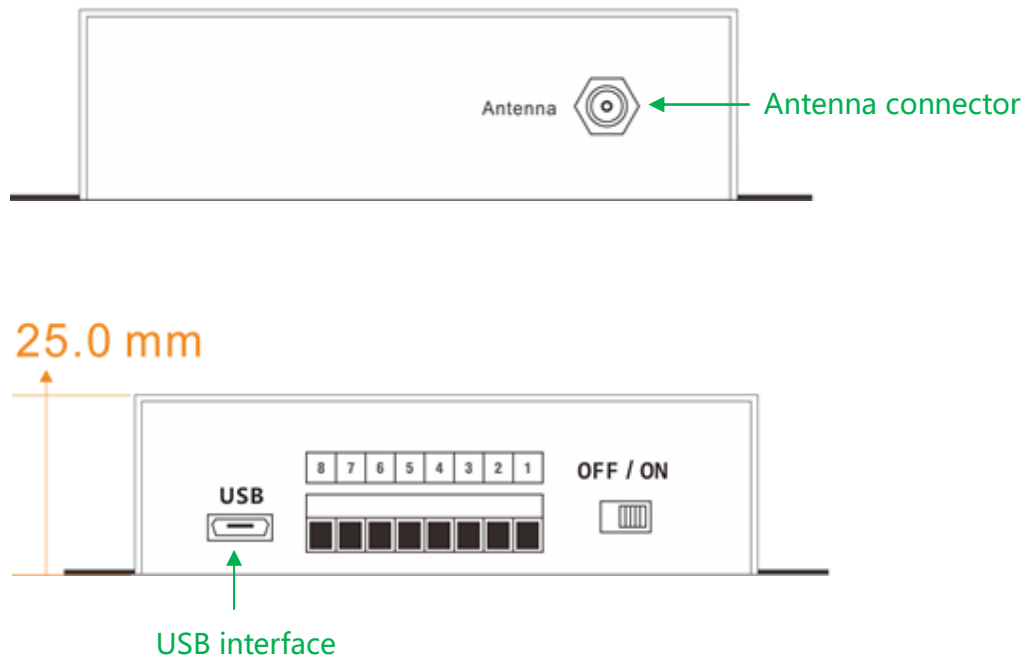 Antenna
Antenna connector
25.0 mm
8 7 6 5 4 3 2 1
OFF / ON
USB
USB interface